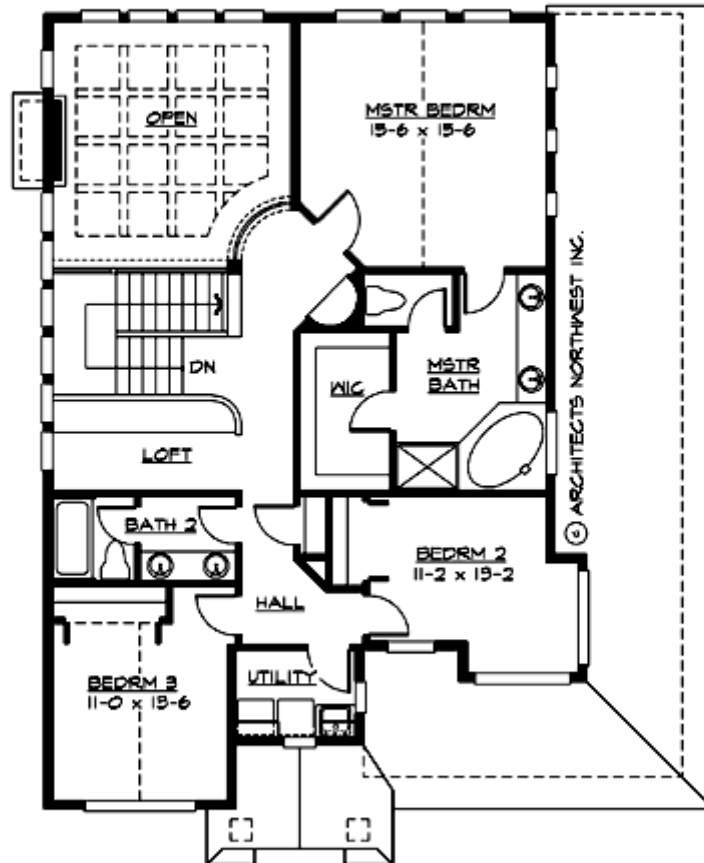 OPEN
MSTR BEDRM
15-6 x 15-6
DN
WIC
MSTR
BATH
LOFT
BATH 2
BEDRM 2
11-2 x 13-2
HALL
UTILITY
BEDRM 3
11-0 x 13-6
© ARCHITECTS NORTHWEST INC.